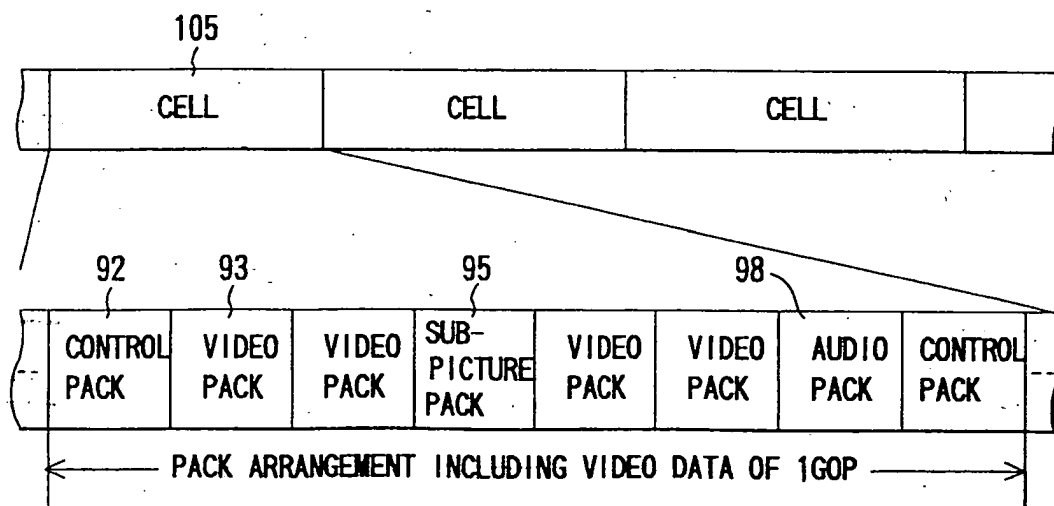 105
CELL CELL CELL
92 93 95 98
CONTROL PACK
VIDEO PACK
VIDEO PACK
SUB-PICTURE PACK
VIDEO PACK
VIDEO PACK
AUDIO PACK
CONTROL PACK
PACK ARRANGEMENT INCLUDING VIDEO DATA OF 1GOP